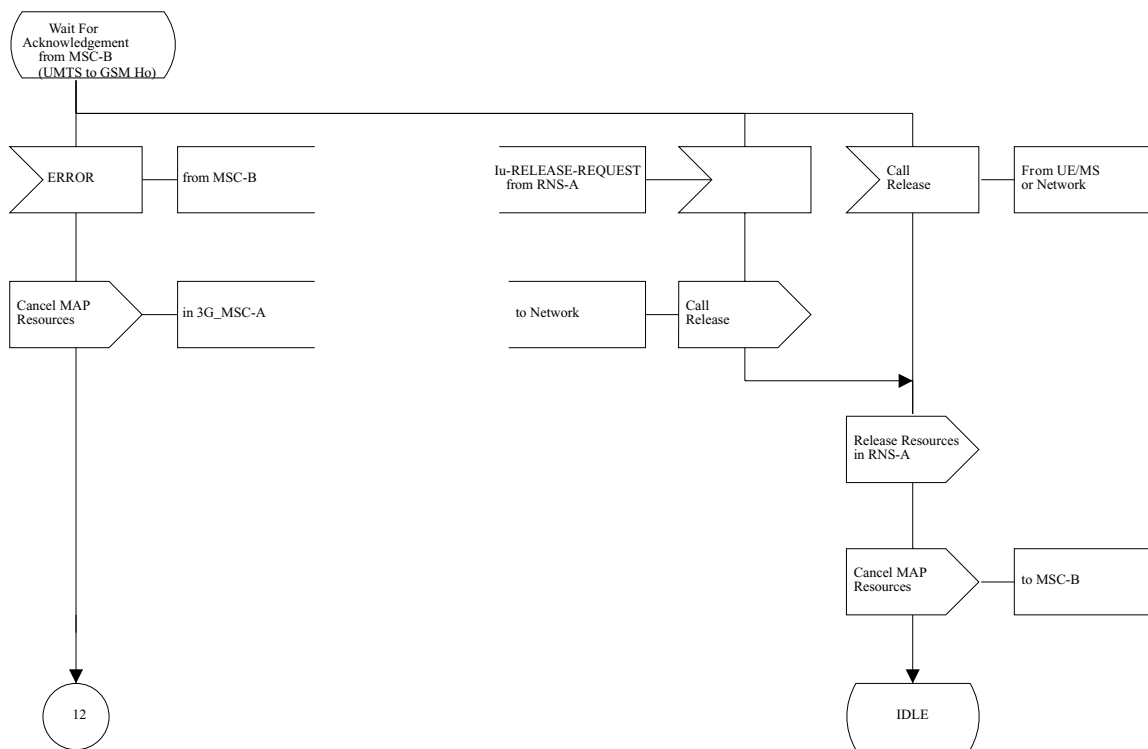 Wait For
Acknowledgement
from MSC-B
(UMTS to GSM Ho)
ERROR
from MSC-B
Iu-RELEASE-REQUEST
from RNS-A
Call
Release
From UE/MS
or Network
Cancel MAP
Resources
in 3G_MSC-A
to Network
Call
Release
Release Resources
in RNS-A
Cancel MAP
Resources
to MSC-B
12
IDLE